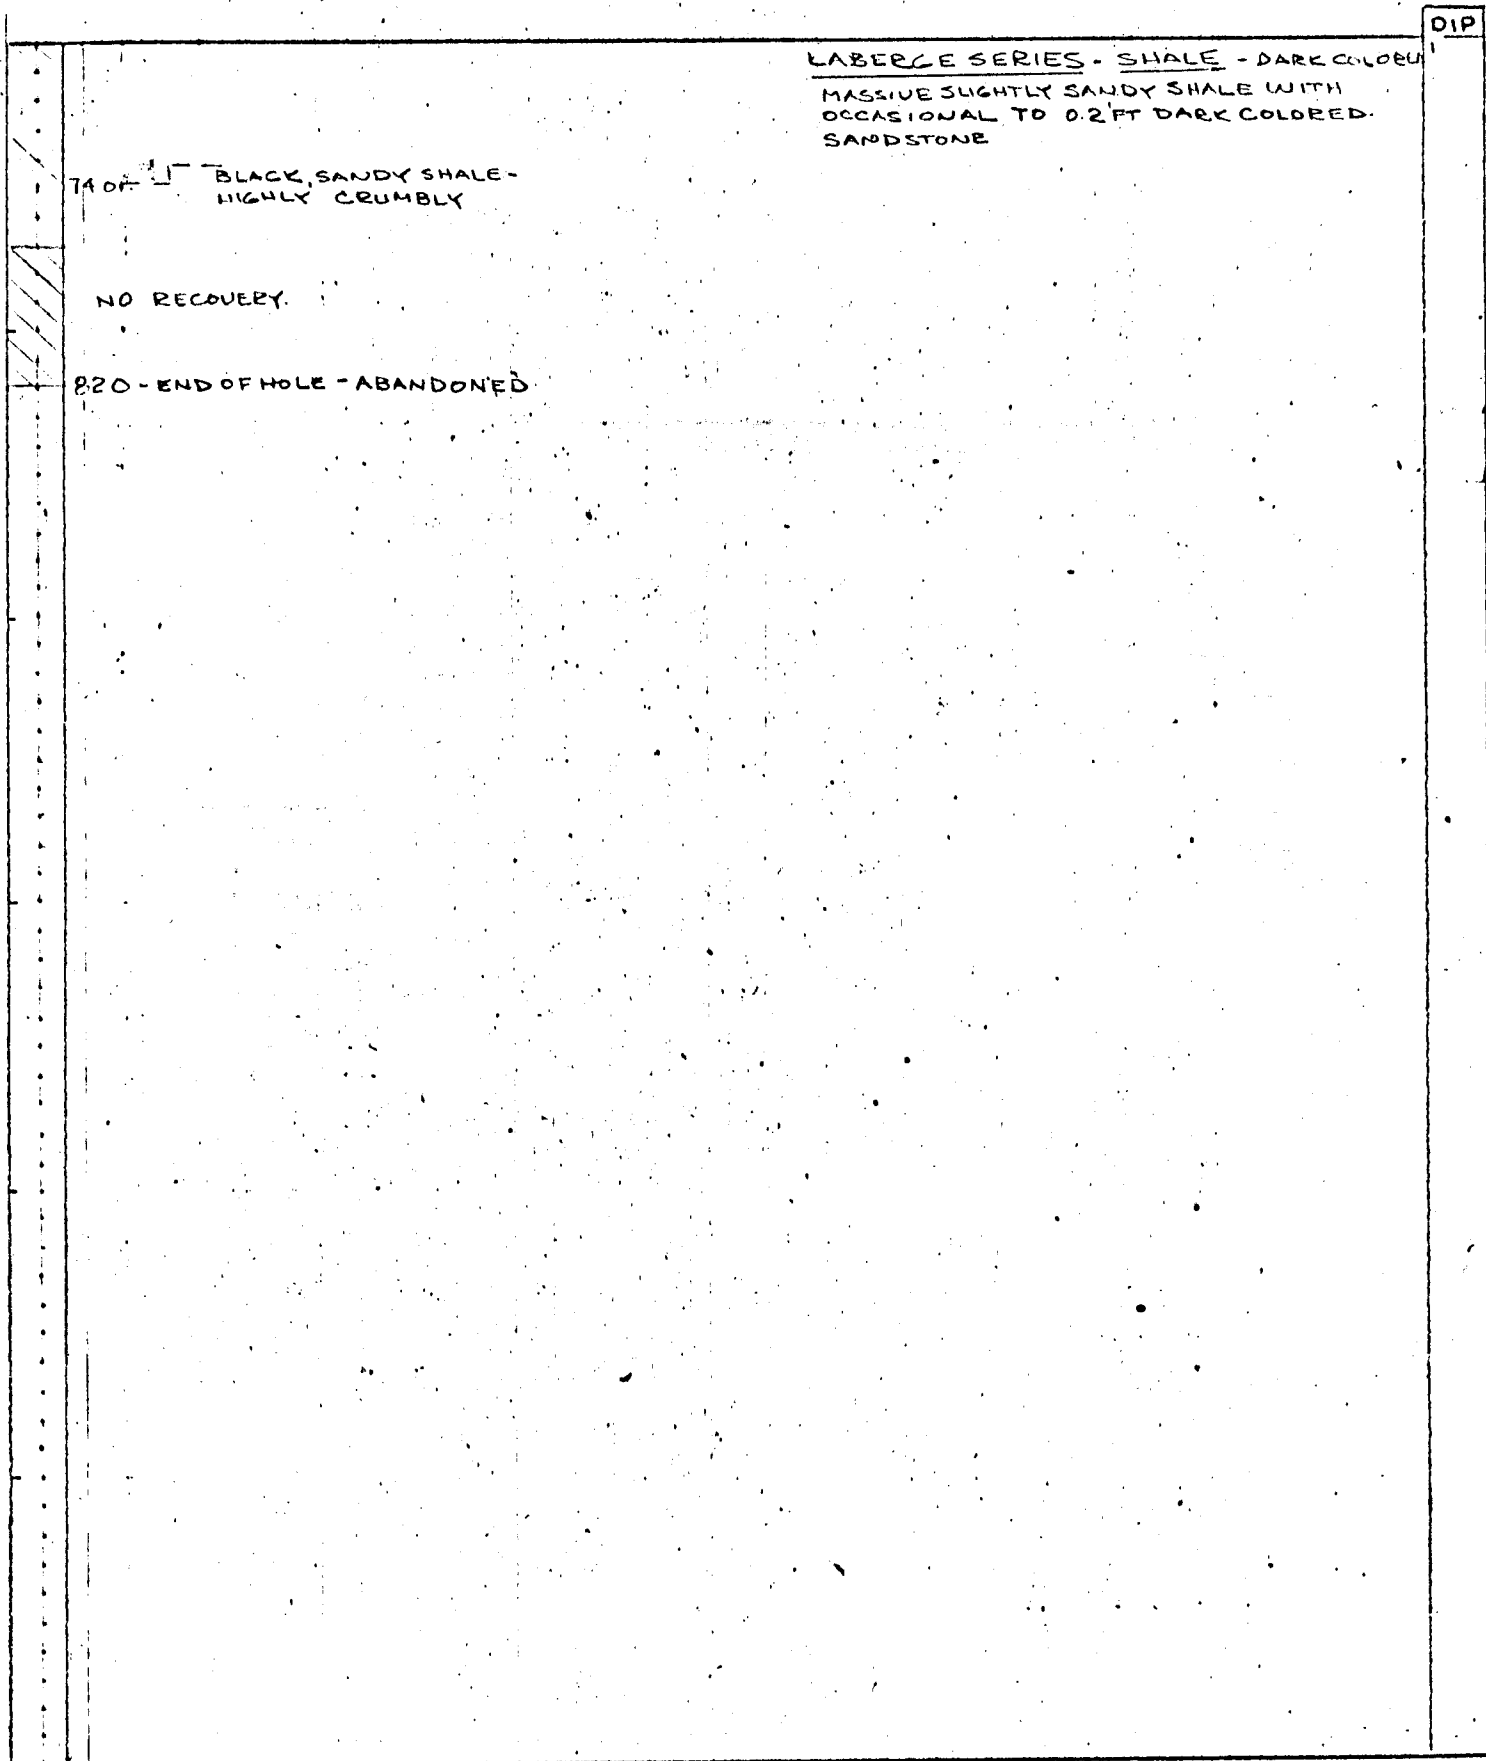 DIP
LABERGE SERIES - SHALE - DARK COLORED
MASSIVE SLIGHTLY SANDY SHALE WITH
OCCASIONAL TO 0.2 FT DARK COLORED.
SANDSTONE
BLACK, SANDY SHALE -
HIGHLY CRUMBLY
NO RECOVERY.
820 - END OF HOLE - ABANDONED